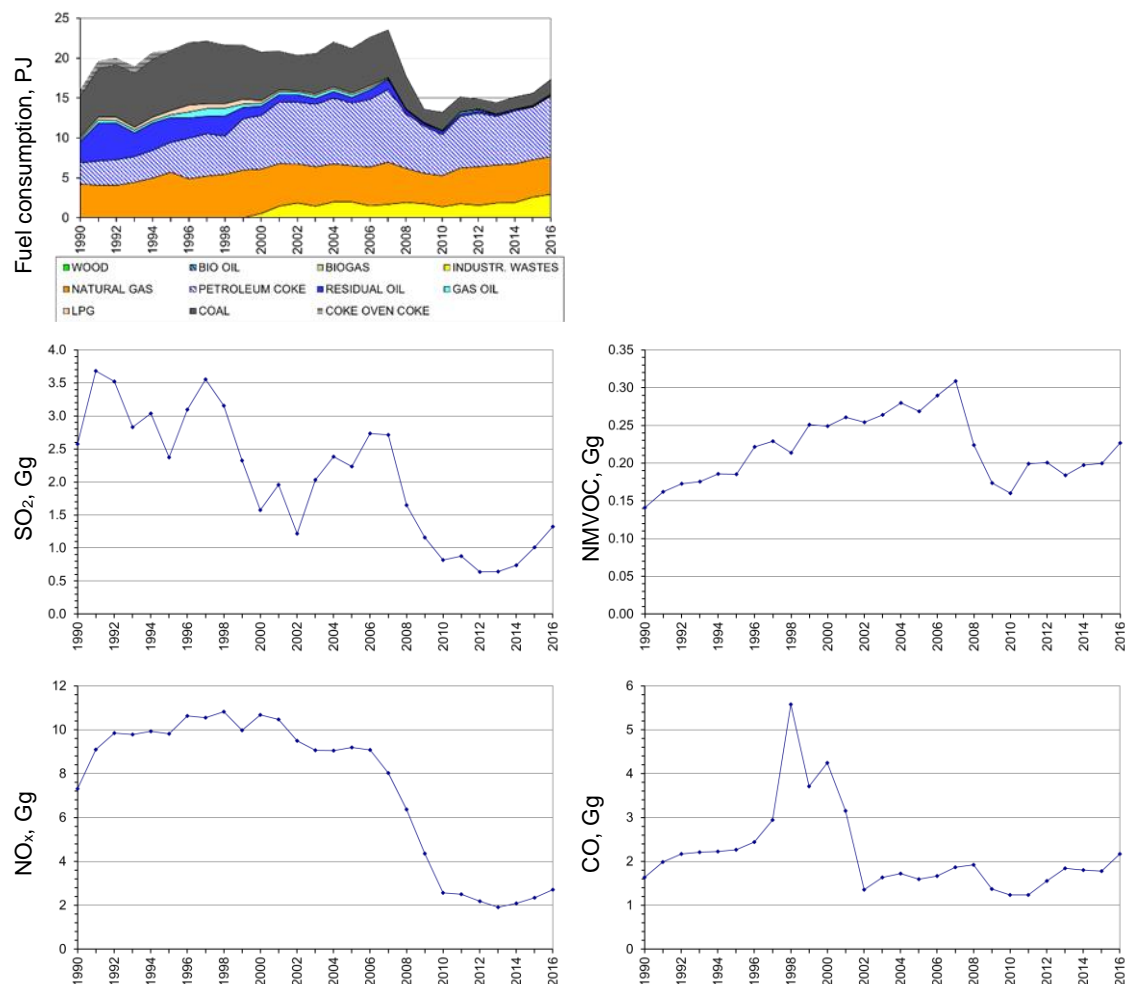 Fuel consumption, PJ
25
20
15
10
5
0
1990 1992 1994 1996 1998 2000 2002 2004 2006 2008 2010 2012 2014 2016
WOOD BIO OIL BIOGAS INDUSTR. WASTES
NATURAL GAS PETROLEUM COKE RESIDUAL OIL GAS OIL
LPG COAL COKE OVEN COKE
SO₂, Gg
4.0
3.5
3.0
2.5
2.0
1.5
1.0
0.5
0.0
1990 1992 1994 1996 1998 2000 2002 2004 2006 2008 2010 2012 2014 2016
NMVOC, Gg
0.35
0.30
0.25
0.20
0.15
0.10
0.05
0.00
1990 1992 1994 1996 1998 2000 2002 2004 2006 2008 2010 2012 2014 2016
NOₓ, Gg
12
10
8
6
4
2
0
1990 1992 1994 1996 1998 2000 2002 2004 2006 2008 2010 2012 2014 2016
CO, Gg
6
5
4
3
2
1
0
1990 1992 1994 1996 1998 2000 2002 2004 2006 2008 2010 2012 2014 2016